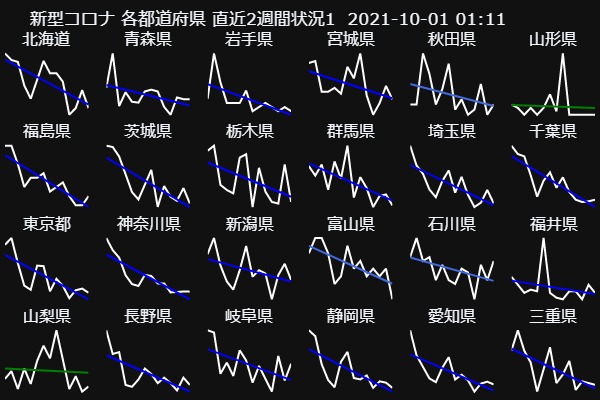 新型コロナ 各都道府県 直近2週間状況1 2021-10-01 01:11
北海道 青森県 岩手県 宮城県 秋田県 山形県
福島県 茨城県 栃木県 群馬県 埼玉県 千葉県
東京都 神奈川県 新潟県 富山県 石川県 福井県
山梨県 長野県 岐阜県 静岡県 愛知県 三重県